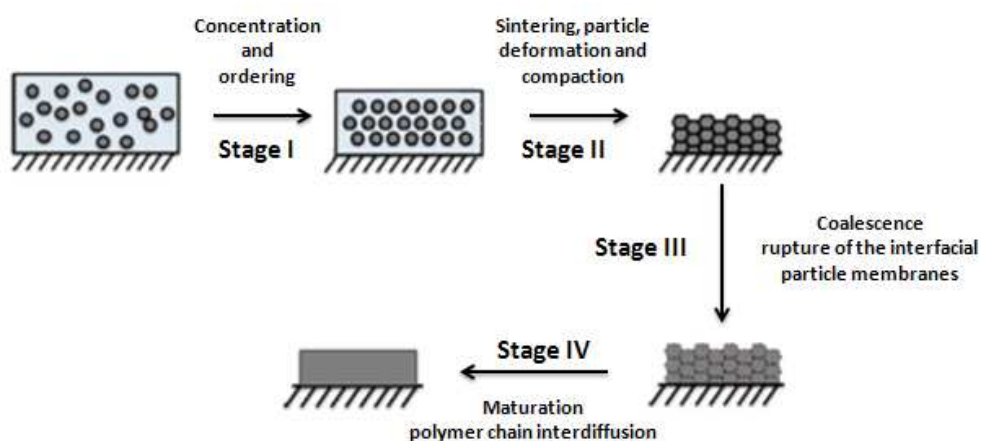 Concentration
and
ordering
Stage I
Sintering, particle
deformation and
compaction
Stage II
Stage III
Coalescence
rupture of the interfacial
particle membranes
Stage IV
Maturation
polymer chain interdiffusion